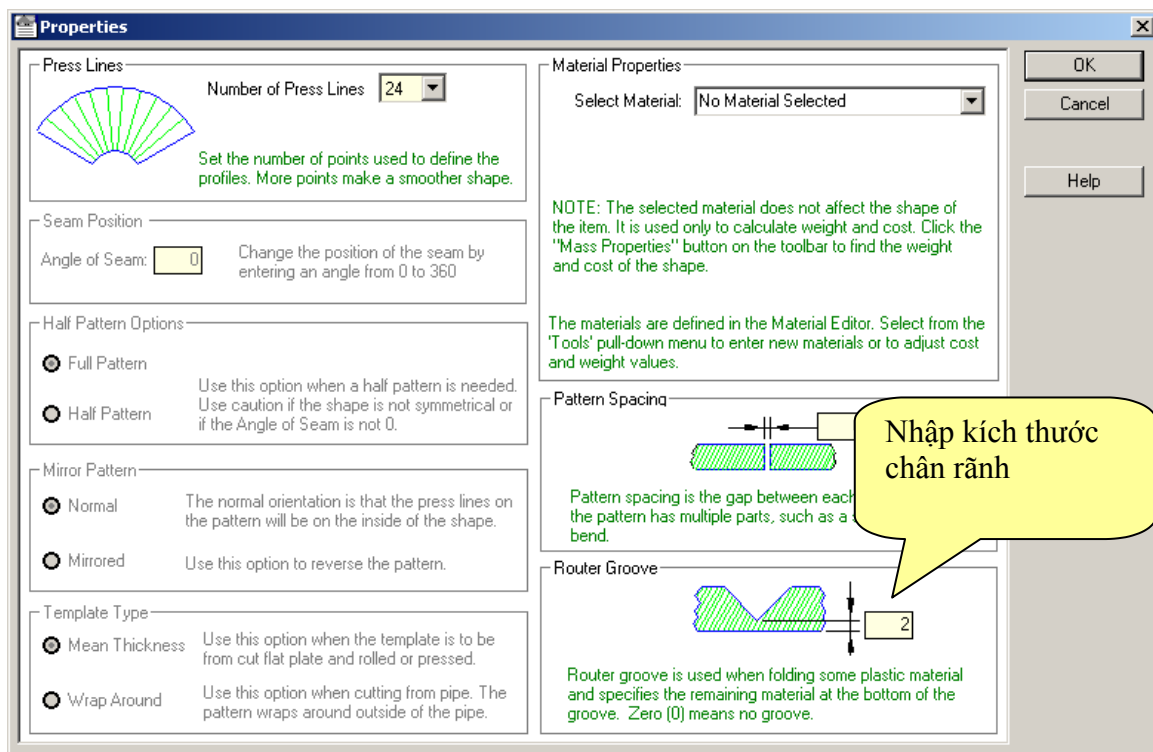 Properties
Press Lines
Number of Press Lines 24
Set the number of points used to define the
profiles. More points make a smoother shape.
Seam Position
Angle of Seam: 0
Change the position of the seam by
entering an angle from 0 to 360
Half Pattern Options
Full Pattern
Half Pattern
Use this option when a half pattern is needed.
Use caution if the shape is not symmetrical or
if the Angle of Seam is not 0.
Mirror Pattern
Normal
The normal orientation is that the press lines on
the pattern will be on the inside of the shape.
Mirrored
Use this option to reverse the pattern.
Template Type
Mean Thickness
Use this option when the template is to be
from cut flat plate and rolled or pressed.
Wrap Around
Use this option when cutting from pipe. The
pattern wraps around outside of the pipe.
Material Properties
Select Material: No Material Selected
NOTE: The selected material does not affect the shape of
the item. It is used only to calculate weight and cost. Click the
"Mass Properties" button on the toolbar to find the weight
and cost of the shape.
The materials are defined in the Material Editor. Select from the
'Tools' pull-down menu to enter new materials or to adjust cost
and weight values.
Pattern Spacing
Pattern spacing is the gap between each
the pattern has multiple parts, such as a
bend.
Nhập kích thước
chân rãnh
Router Groove
2
Router groove is used when folding some plastic material
and specifies the remaining material at the bottom of the
groove. Zero (0) means no groove.
OK
Cancel
Help